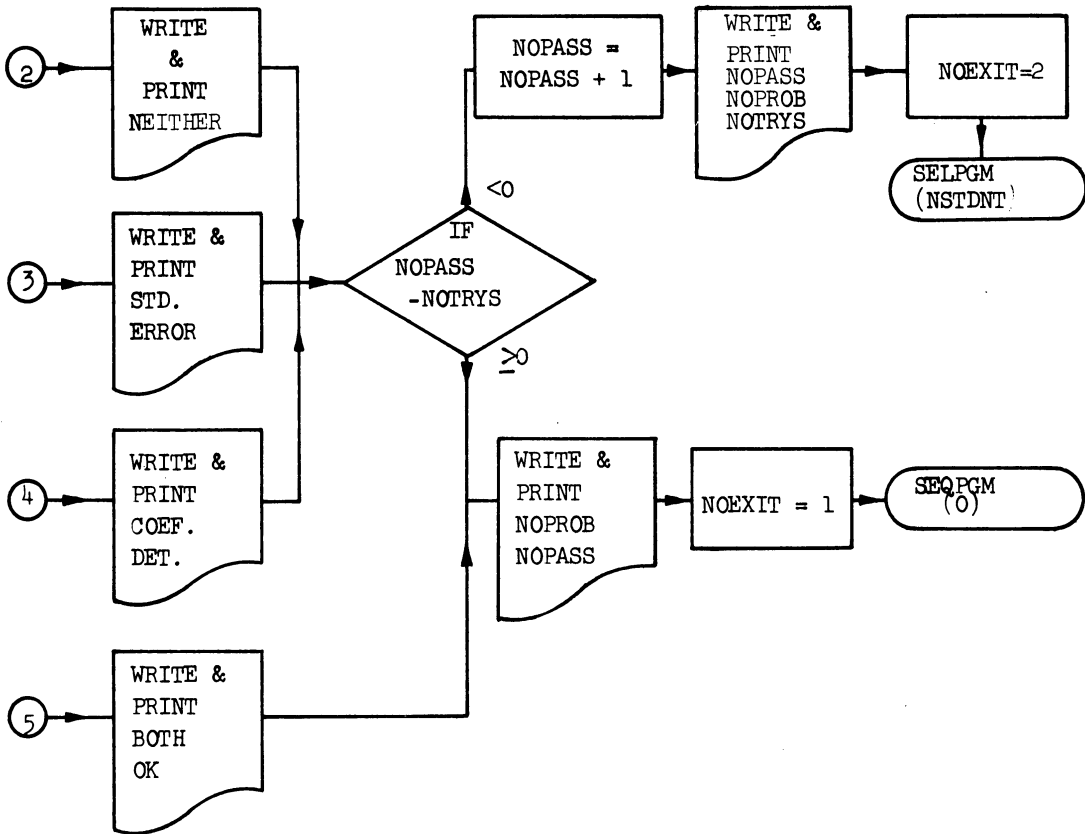 2
WRITE
&
PRINT
NEITHER
NOPASS =
NOPASS + 1
WRITE &
PRINT
NOPASS
NOPROB
NOTRYS
NOEXIT=2
SELPGM
(NSTDNT)
<0
3
WRITE &
PRINT
STD.
ERROR
IF
NOPASS
-NOTRYS
≥0
4
WRITE &
PRINT
COEF.
DET.
WRITE &
PRINT
NOPROB
NOPASS
NOEXIT = 1
SEQPGM
(0)
5
WRITE &
PRINT
BOTH
OK